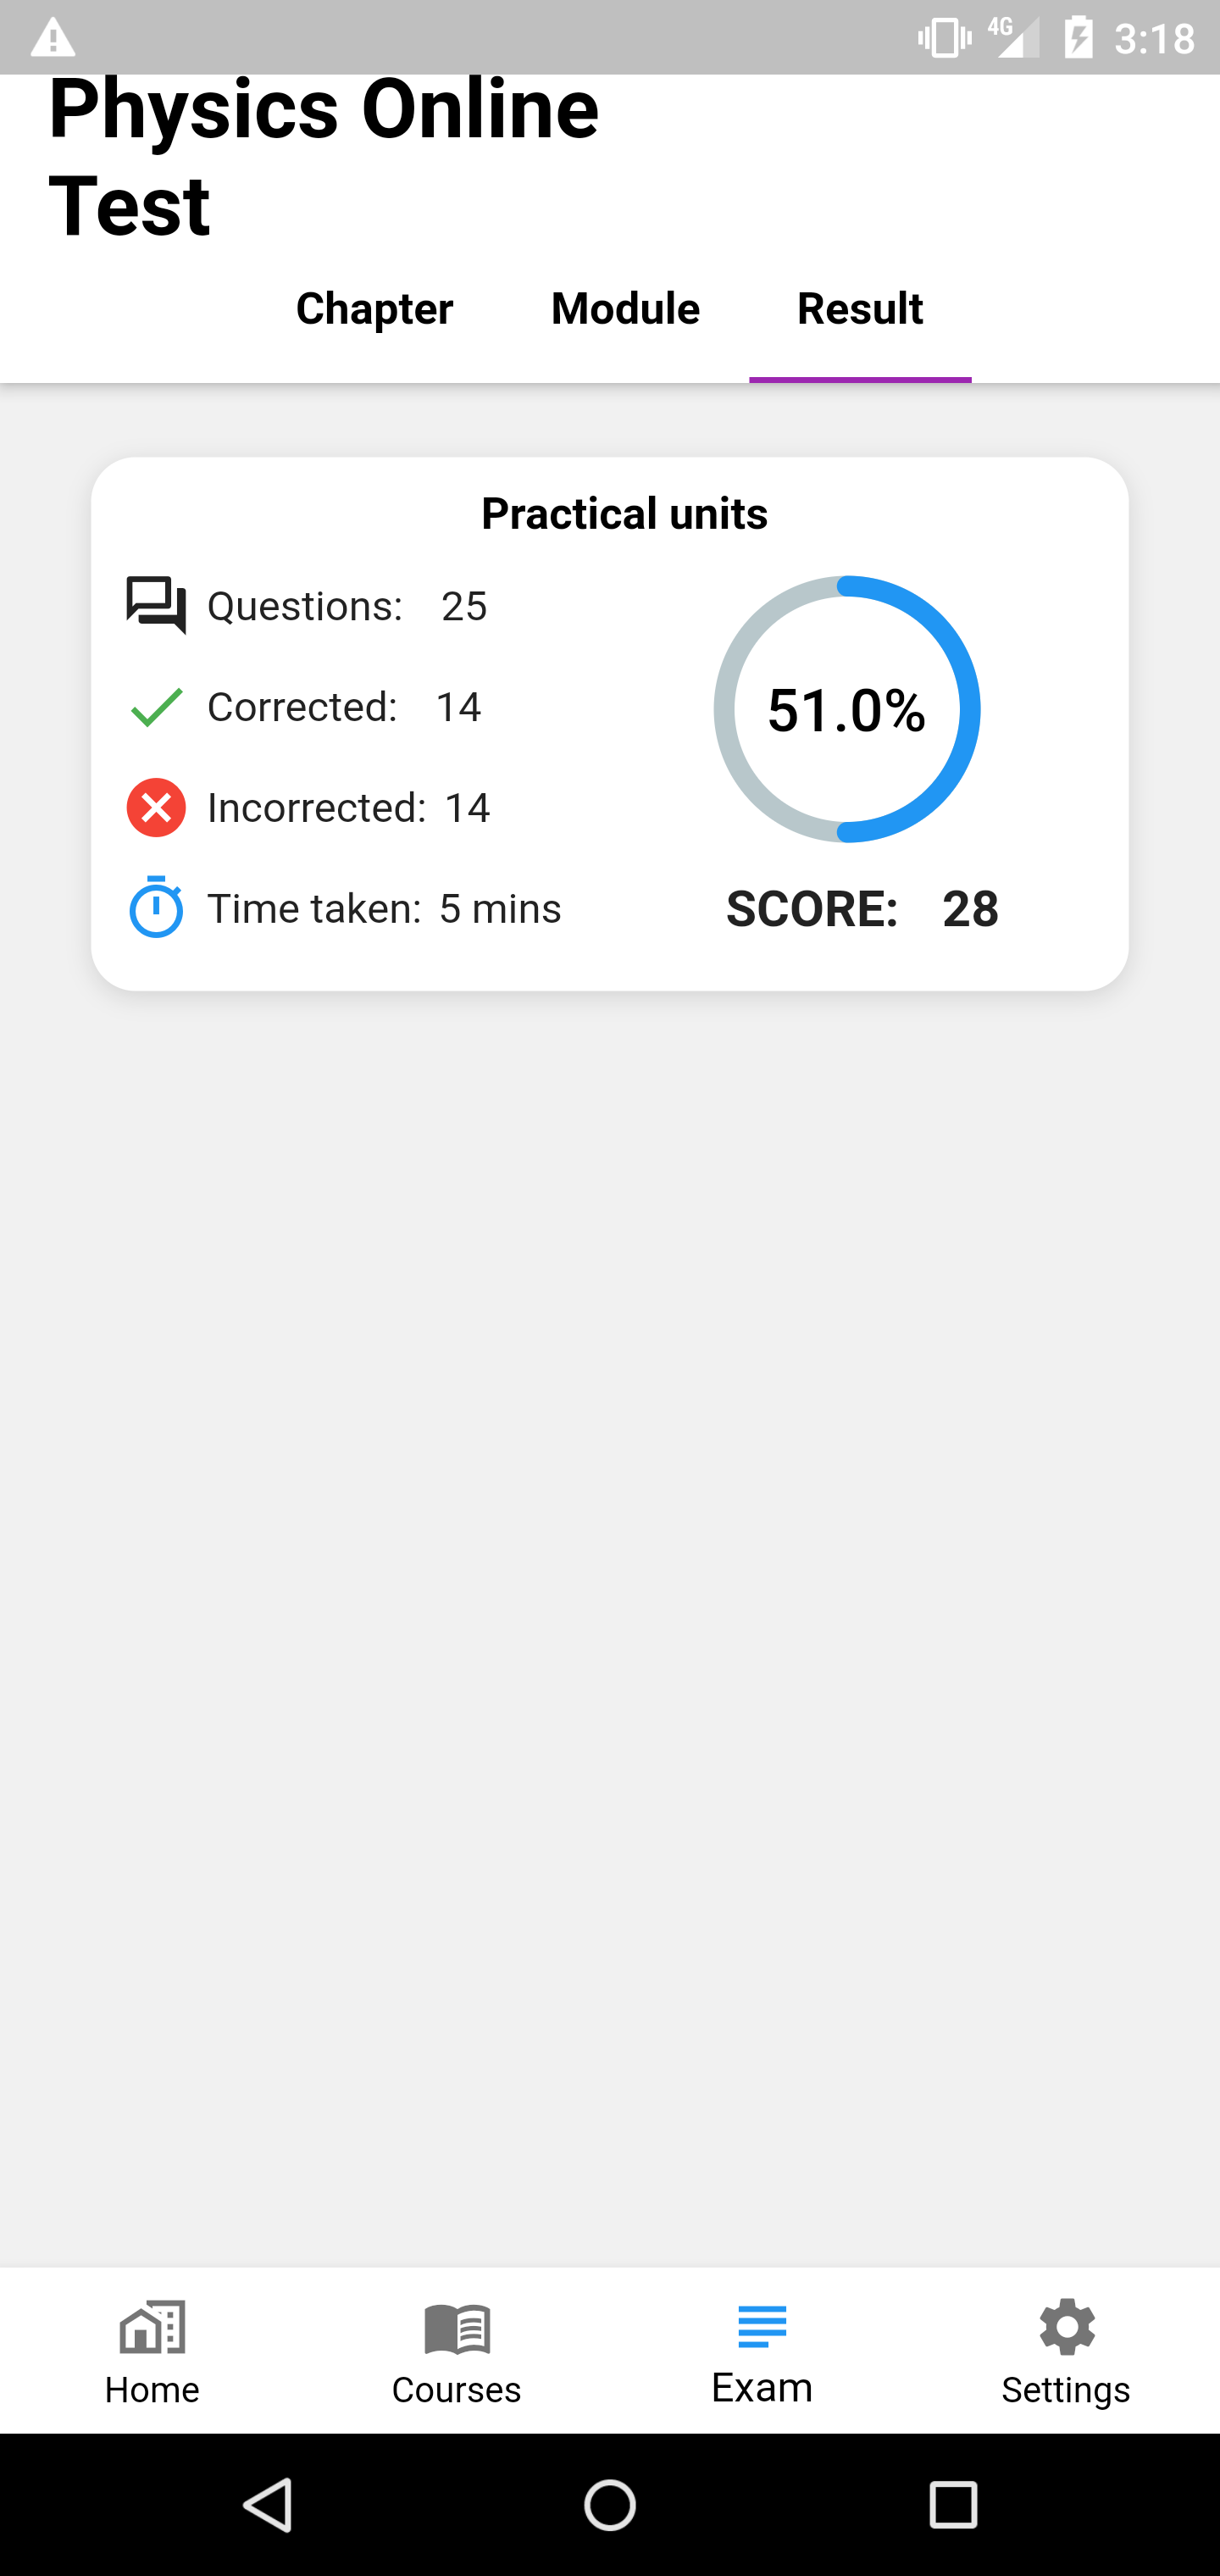 4G 3:18
Physics Online
Test
Chapter Module Result
Practical units
Questions: 25
Corrected: 14
Incorrected: 14
Time taken: 5 mins
51.0%
SCORE: 28
Home Courses Exam Settings